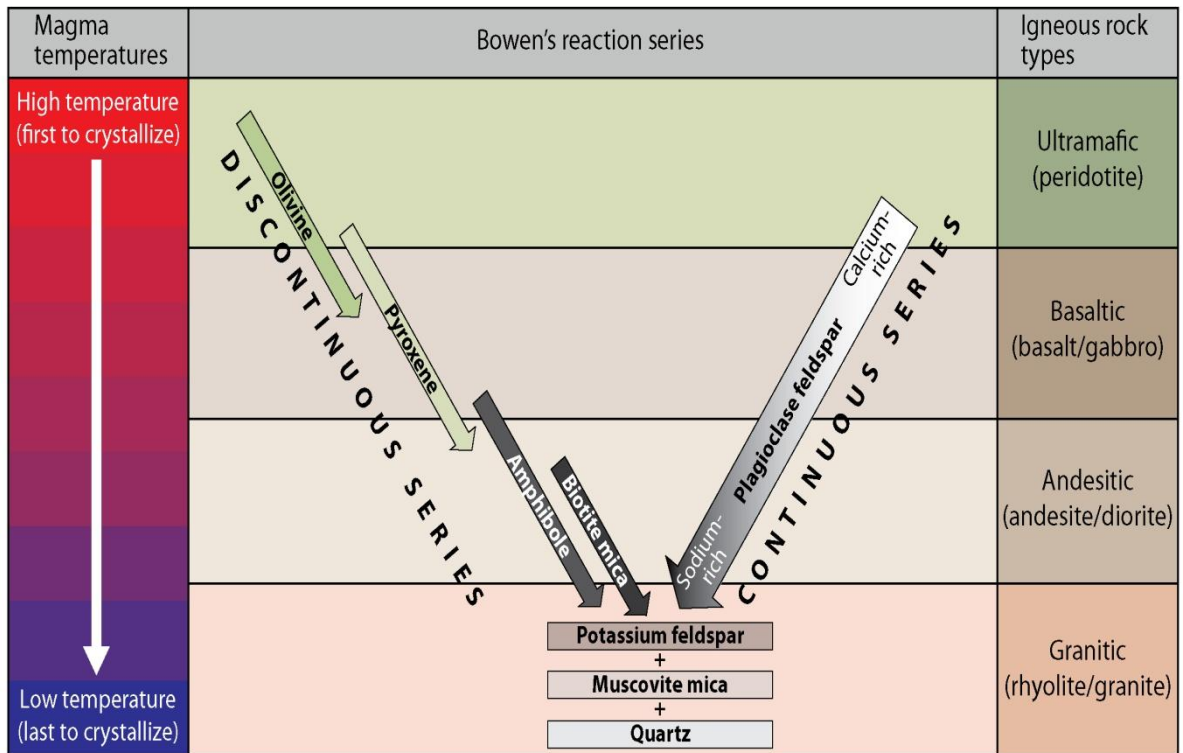 Magma
temperatures
Bowen's reaction series
Igneous rock
types
High temperature
(first to crystallize)
Low temperature
(last to crystallize)
DISCONTINUOUS SERIES
Olivine
Pyroxene
Amphibole
Biotite mica
Calcium-
rich
Plagioclase feldspar
Sodium-
rich
CONTINUOUS SERIES
Potassium feldspar
+
Muscovite mica
+
Quartz
Ultramafic
(peridotite)
Basaltic
(basalt/gabbro)
Andesitic
(andesite/diorite)
Granitic
(rhyolite/granite)